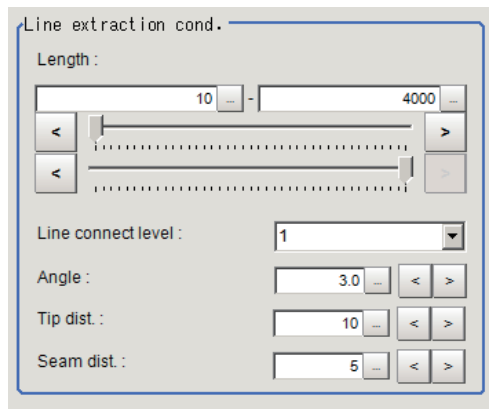 Line extraction cond.
Length :
10 ... - 4000 ...
< >
< >
Line connect level : 1
Angle : 3.0 ... < >
Tip dist. : 10 ... < >
Seam dist. : 5 ... < >